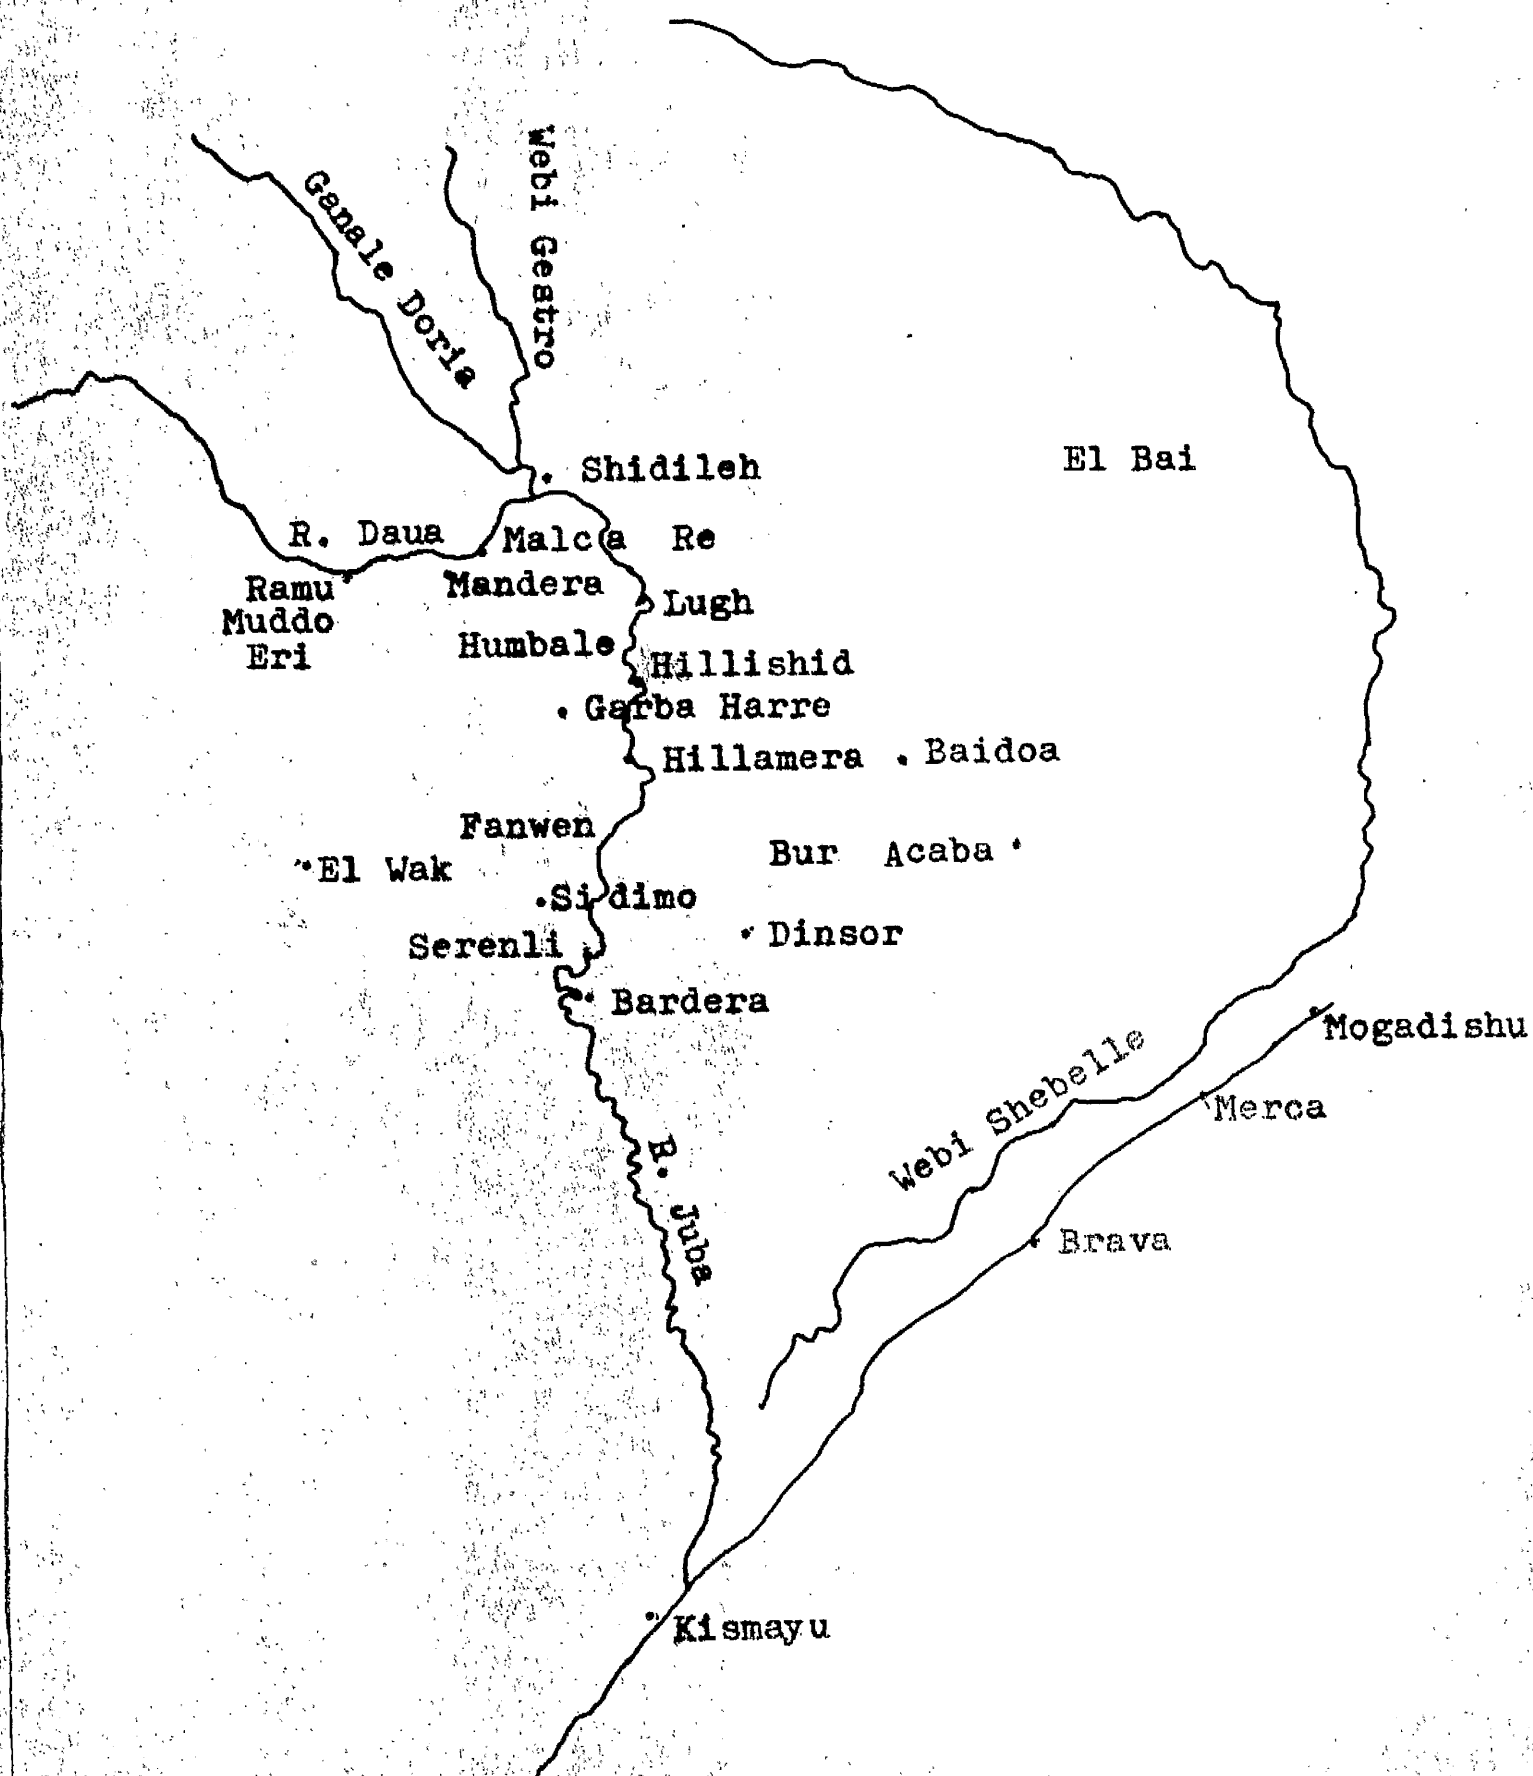 Webi Gestro
Ganale Doria
El Bai
Shidileh
R. Daua
Malca Re
Ramu
Mandera
Muddo
Eri
Lugh
Humbale
Hillishid
Garba Harre
Hillamera
Baidoa
Fanwen
Bur Acaba
El Wak
Sidimo
Dinsor
Serenli
Bardera
Mogadishu
Webi Shebelle
Merca
R. Juba
Brava
Kismayu